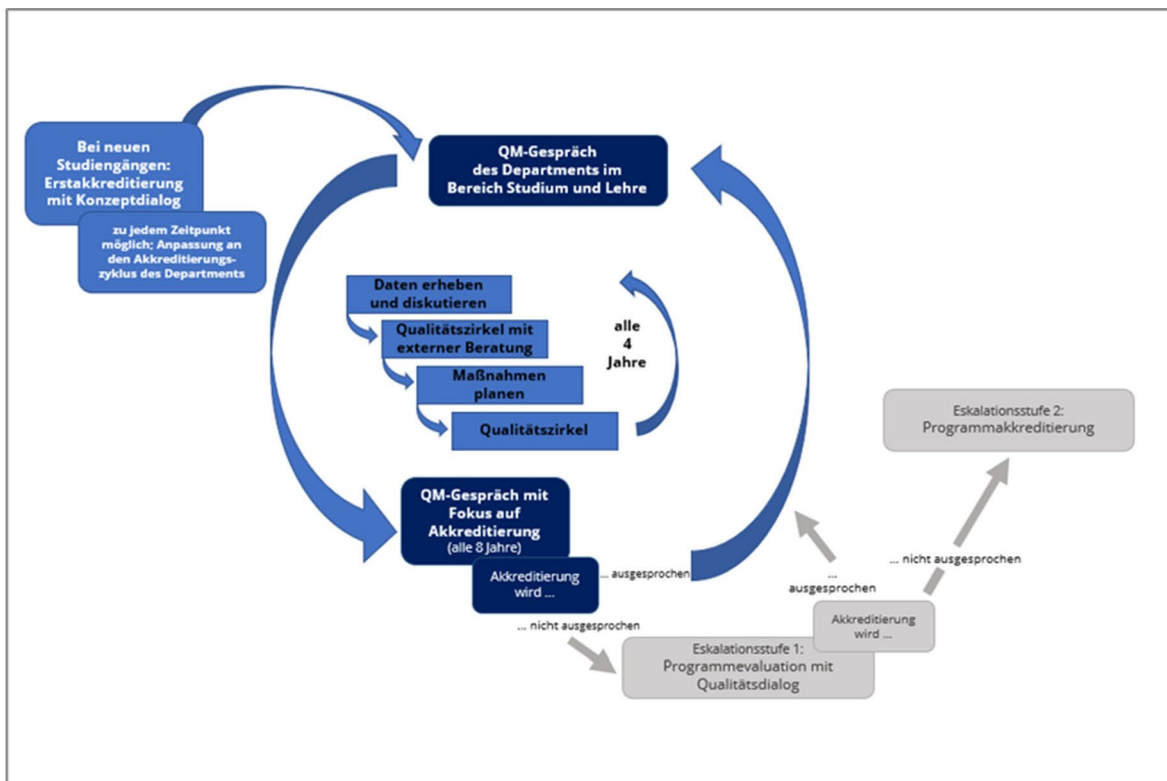 Bei neuen
Studiengängen:
Erstakkreditierung
mit Konzeptdialog
zu jedem Zeitpunkt
möglich; Anpassung an
den Akkreditierungs-
zyklus des Departments
QM-Gespräch
des Departments im
Bereich Studium und Lehre
Daten erheben
und diskutieren
Qualitätszirkel mit
externer Beratung
Maßnahmen
planen
Qualitätszirkel
alle
4
Jahre
QM-Gespräch mit
Fokus auf
Akkreditierung
(alle 8 Jahre)
Akkreditierung
wird ...
... ausgesprochen
... nicht ausgesprochen
Eskalationsstufe 1:
Programmevaluation mit
Qualitätsdialog
Akkreditierung
wird ...
...
ausgesprochen
... nicht ausgesprochen
Eskalationsstufe 2:
Programmakkreditierung